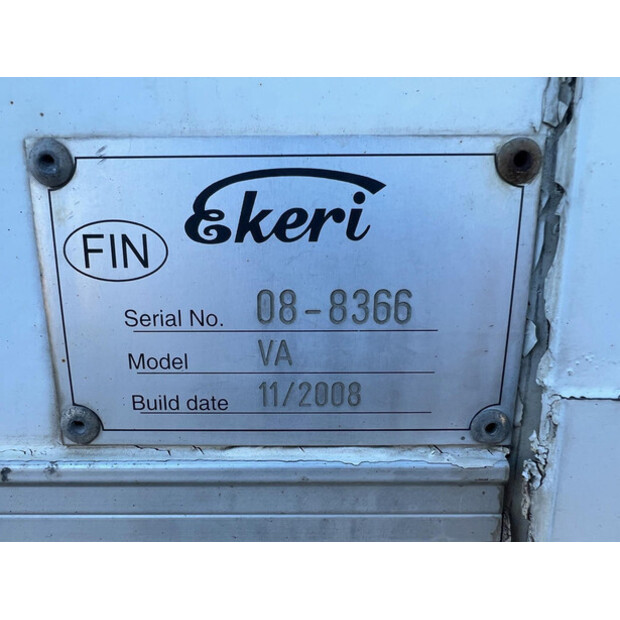 Ekeri
FIN
Serial No. 08-8366
Model VA
Build date 11/2008